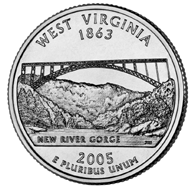 WEST VIRGINIA
1863
NEW RIVER GORGE
2005
E PLURIBUS UNUM